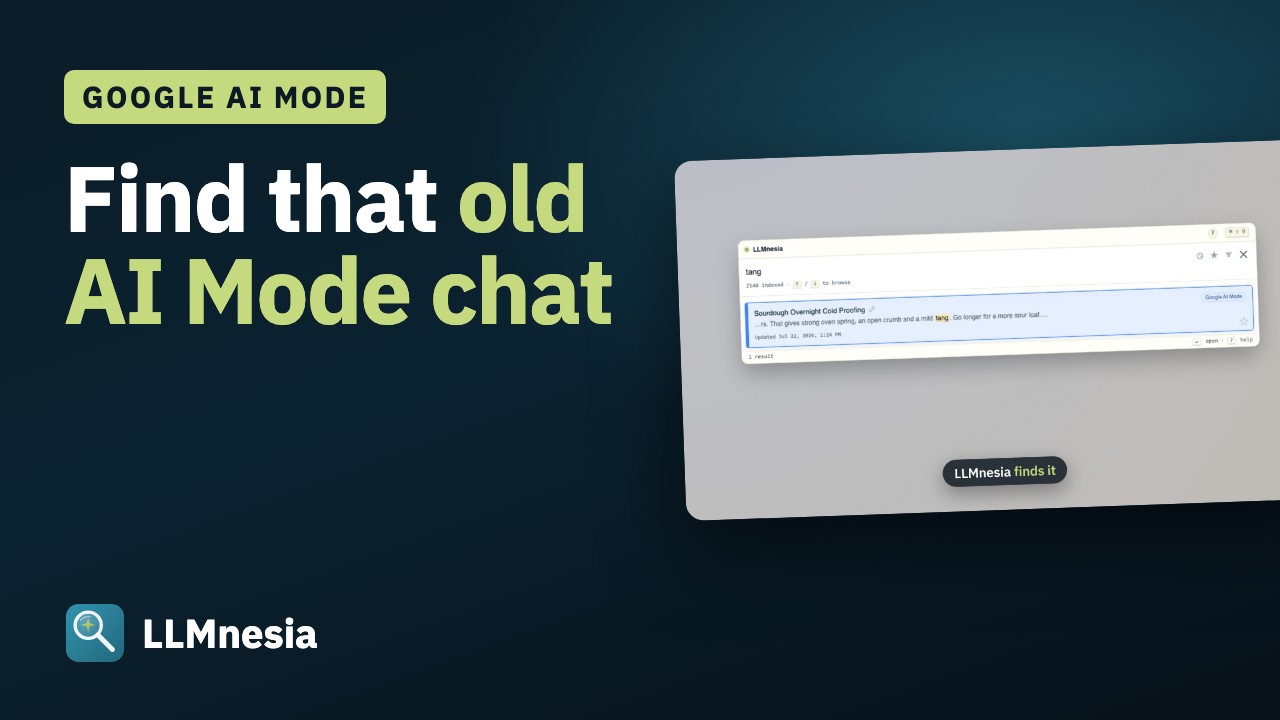 GOOGLE AI MODE
Find that old
AI Mode chat
LLMnesia
tang
2140 indexed · ↑ / ↓ to browse
Sourdough Overnight Cold Proofing
Google AI Mode
...rs. That gives strong oven spring, an open crumb and a mild tang. Go longer for a more sour loaf....
Updated Jul 22, 2026, 1:24 PM
1 result
open · ? help
LLMnesia finds it
LLMnesia